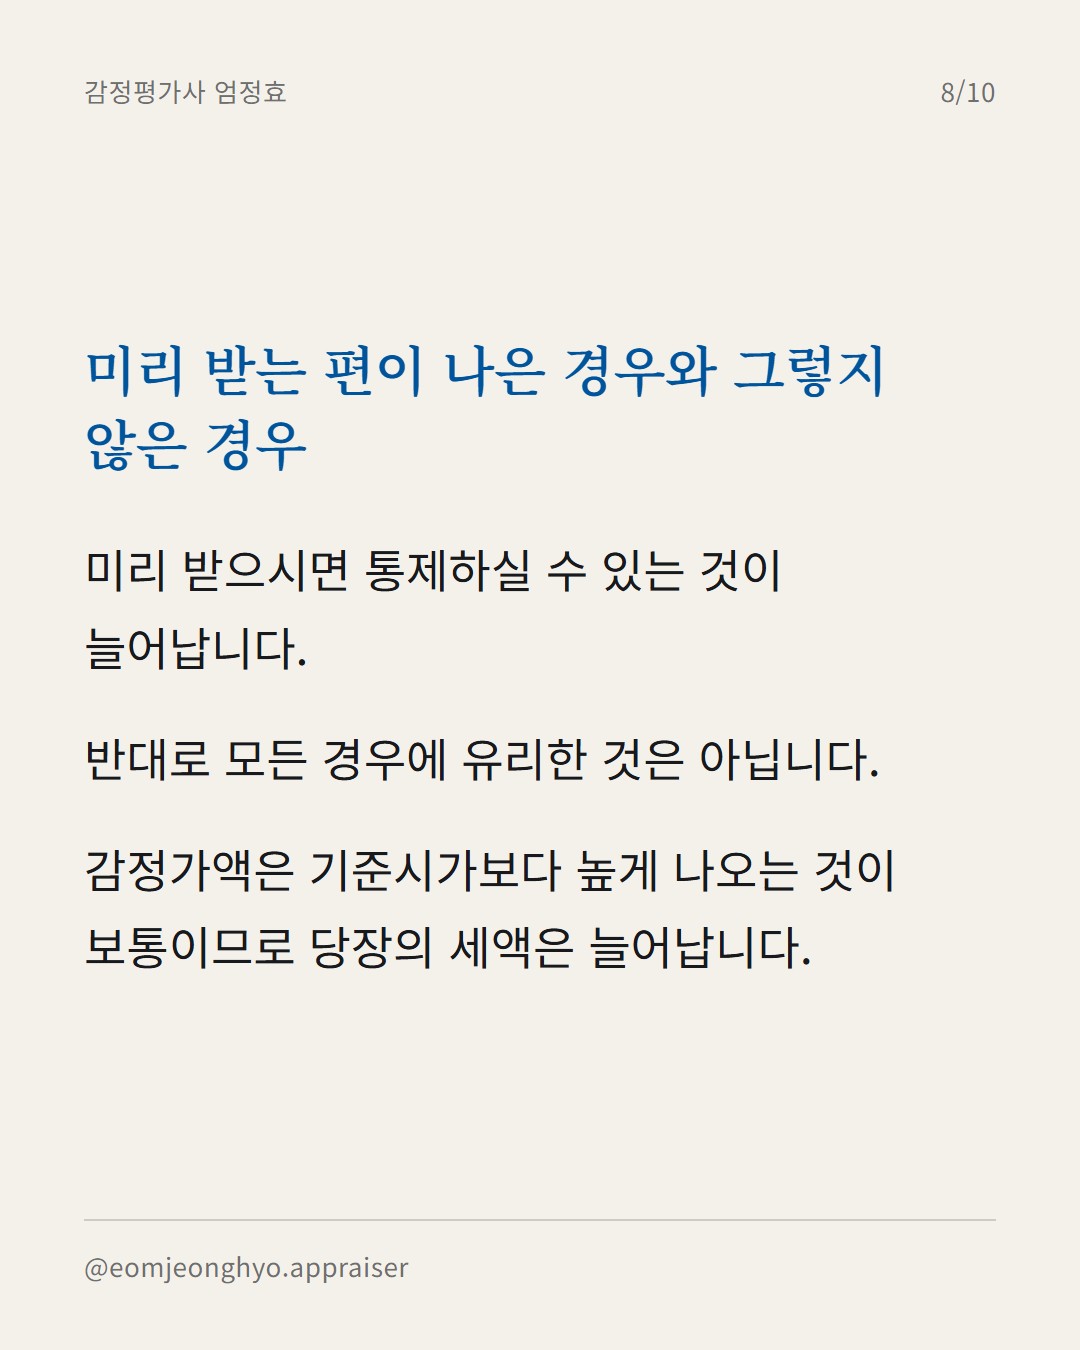 감정평가사 엄정효
8/10
미리 받는 편이 나은 경우와 그렇지
않은 경우
미리 받으시면 통제하실 수 있는 것이
늘어납니다.
반대로 모든 경우에 유리한 것은 아닙니다.
감정가액은 기준시가보다 높게 나오는 것이
보통이므로 당장의 세액은 늘어납니다.
@eomjeonghyo.appraiser